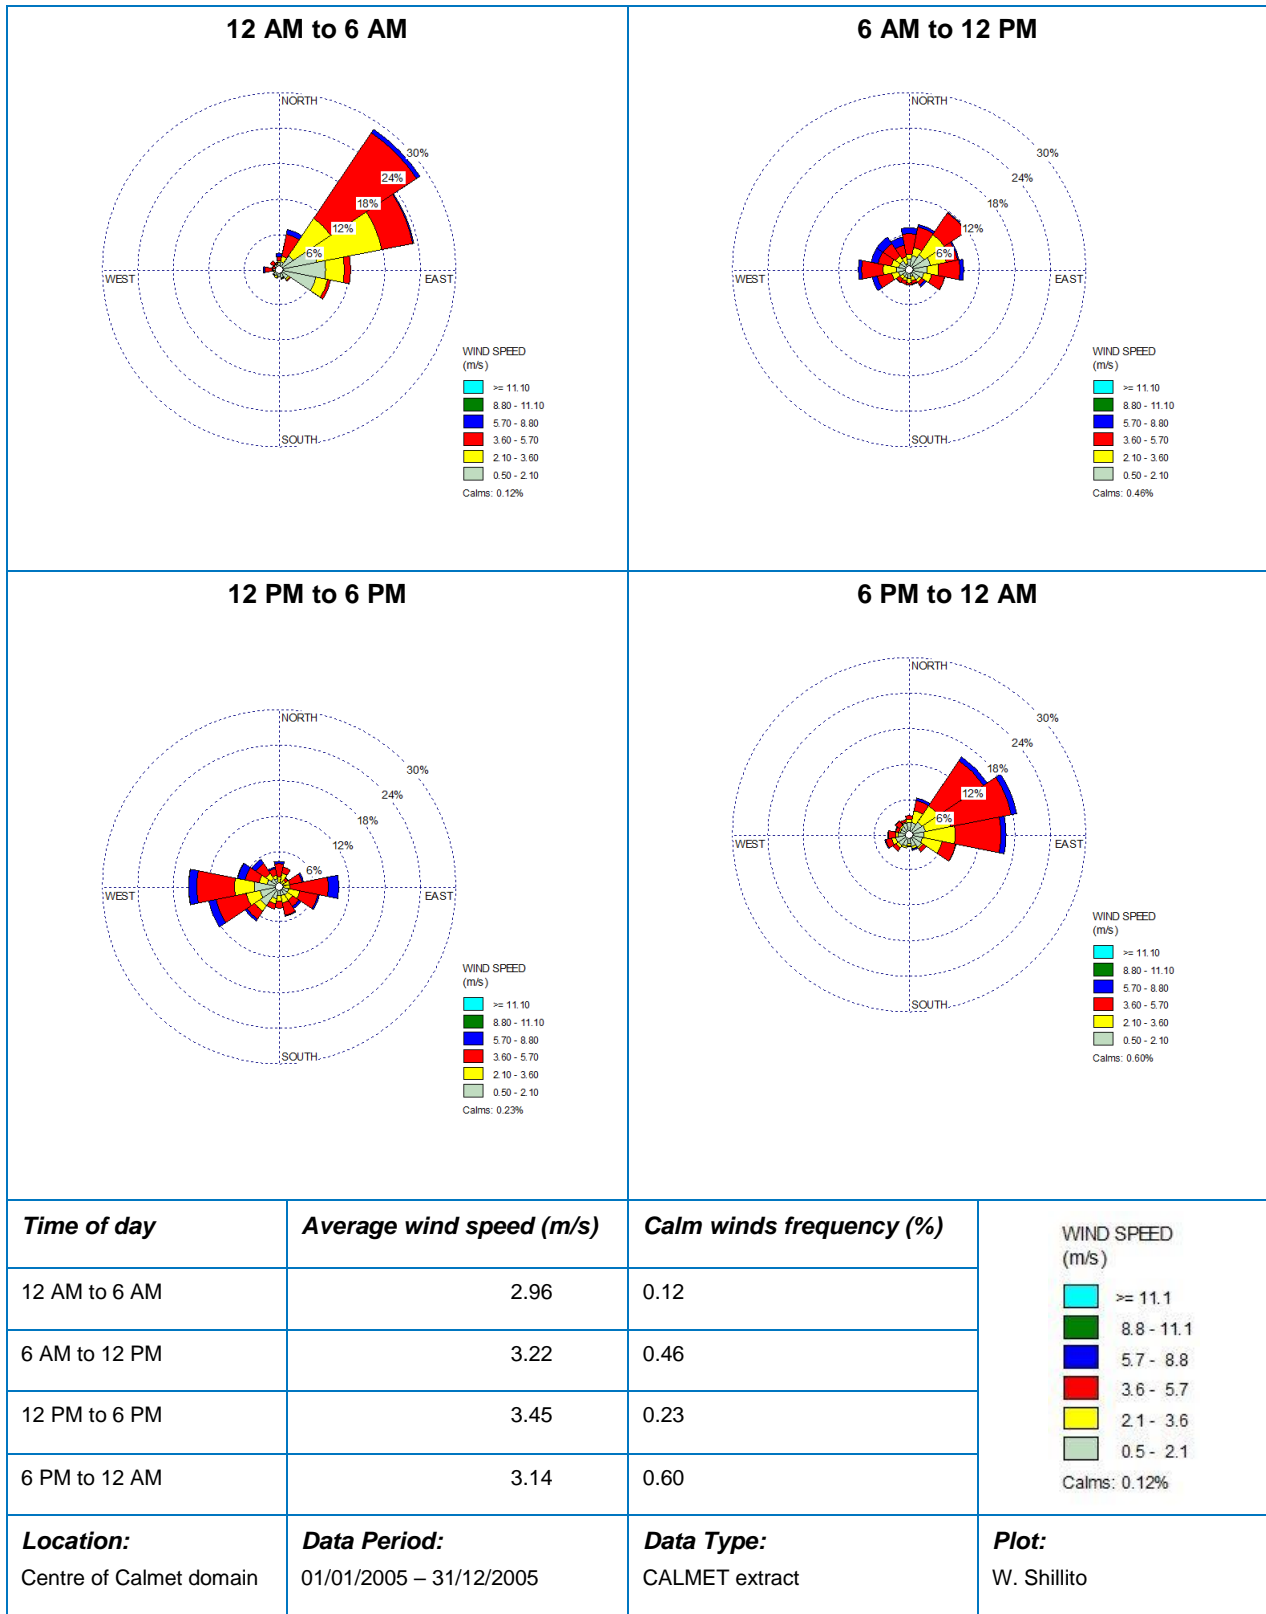 12 AM to 6 AM
NORTH
30%
24%
18%
12%
6%
WEST
EAST
SOUTH
WIND SPEED
(m/s)
>= 11.10
8.80 - 11.10
5.70 - 8.80
3.60 - 5.70
2.10 - 3.60
0.50 - 2.10
Calms: 0.12%
6 AM to 12 PM
NORTH
30%
24%
18%
12%
6%
WEST
EAST
SOUTH
WIND SPEED
(m/s)
>= 11.10
8.80 - 11.10
5.70 - 8.80
3.60 - 5.70
2.10 - 3.60
0.50 - 2.10
Calms: 0.46%
12 PM to 6 PM
NORTH
30%
24%
18%
12%
6%
WEST
EAST
SOUTH
WIND SPEED
(m/s)
>= 11.10
8.80 - 11.10
5.70 - 8.80
3.60 - 5.70
2.10 - 3.60
0.50 - 2.10
Calms: 0.23%
6 PM to 12 AM
NORTH
30%
24%
18%
12%
6%
WEST
EAST
SOUTH
WIND SPEED
(m/s)
>= 11.10
8.80 - 11.10
5.70 - 8.80
3.60 - 5.70
2.10 - 3.60
0.50 - 2.10
Calms: 0.60%
Time of day Average wind speed (m/s) Calm winds frequency (%)
12 AM to 6 AM 2.96 0.12
6 AM to 12 PM 3.22 0.46
12 PM to 6 PM 3.45 0.23
6 PM to 12 AM 3.14 0.60
WIND SPEED
(m/s)
>= 11.1
8.8 - 11.1
5.7 - 8.8
3.6 - 5.7
2.1 - 3.6
0.5 - 2.1
Calms: 0.12%
Location: Data Period: Data Type: Plot:
Centre of Calmet domain 01/01/2005 – 31/12/2005 CALMET extract W. Shillito